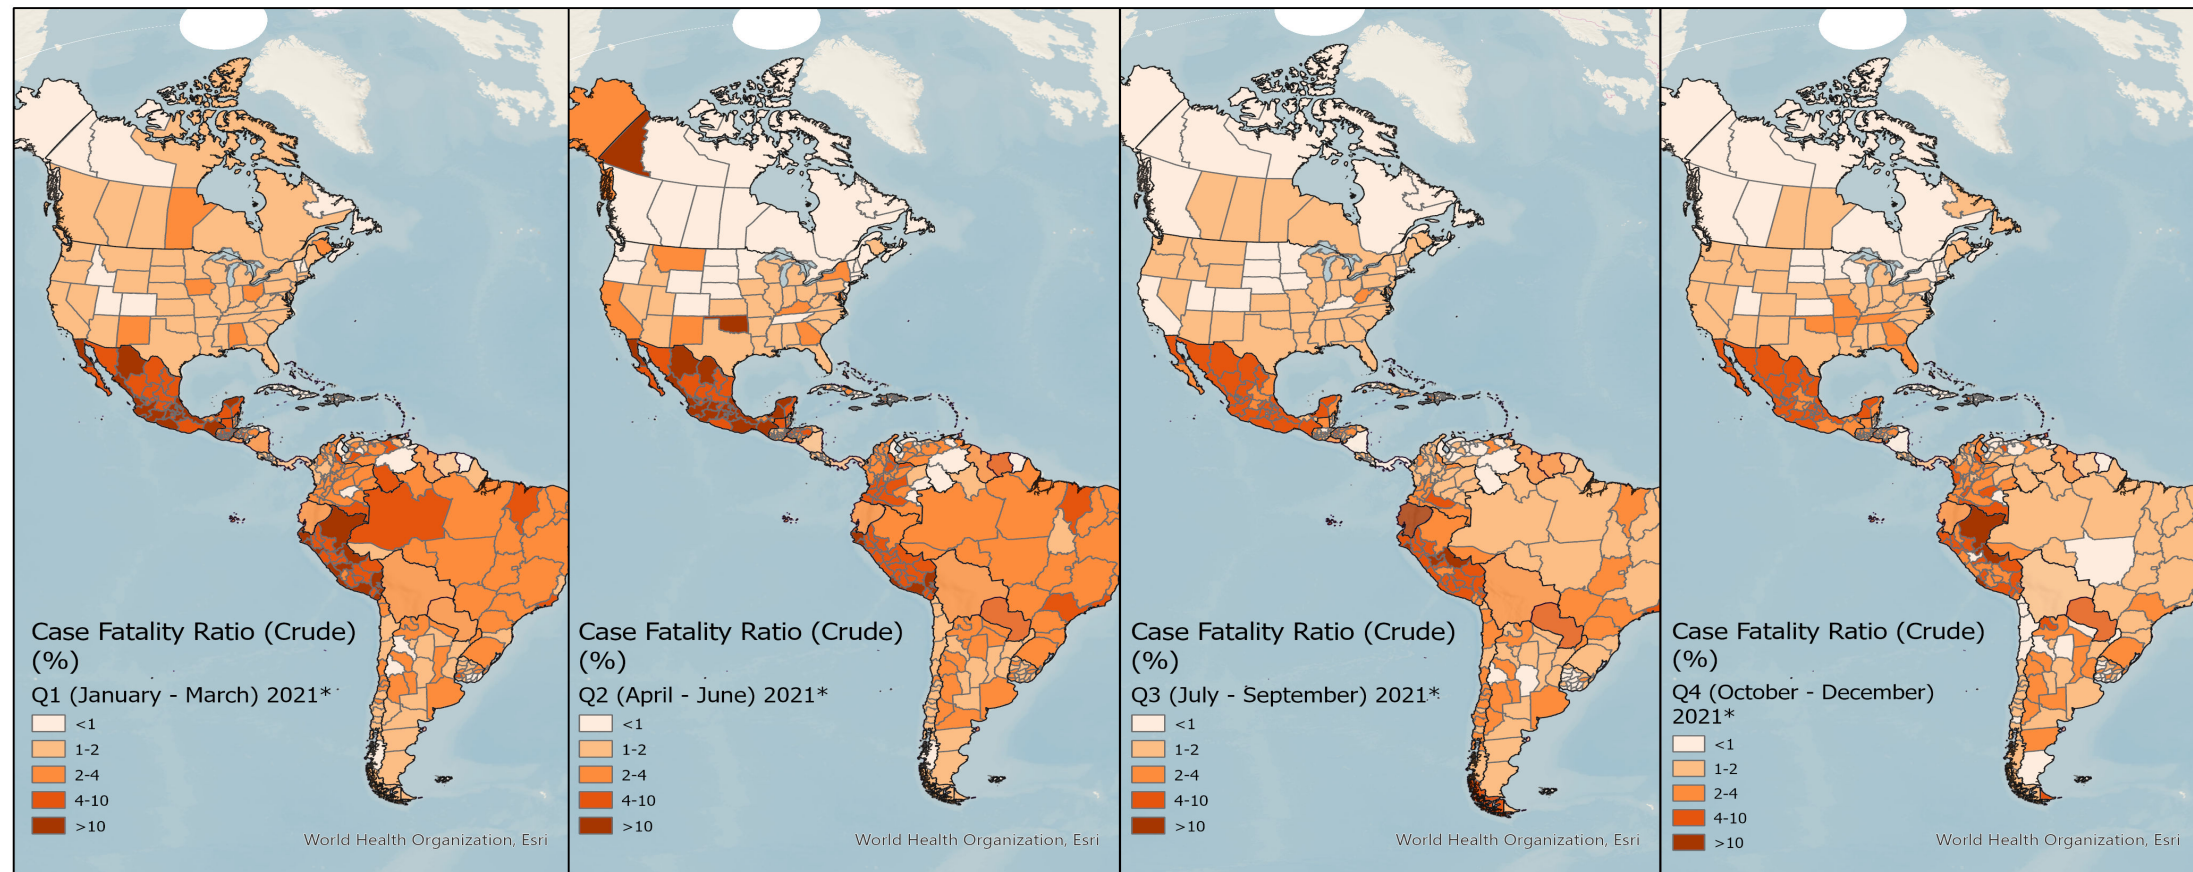 Case Fatality Ratio (Crude)
(%)
Q1 (January - March) 2021*
<1
1-2
2-4
4-10
>10
World Health Organization, Esri
Case Fatality Ratio (Crude)
(%)
Q2 (April - June) 2021*
<1
1-2
2-4
4-10
>10
World Health Organization, Esri
Case Fatality Ratio (Crude)
(%)
Q3 (July - September) 2021*
<1
1-2
2-4
4-10
>10
World Health Organization, Esri
Case Fatality Ratio (Crude)
(%)
Q4 (October - December)
2021*
<1
1-2
2-4
4-10
>10
World Health Organization, Esri